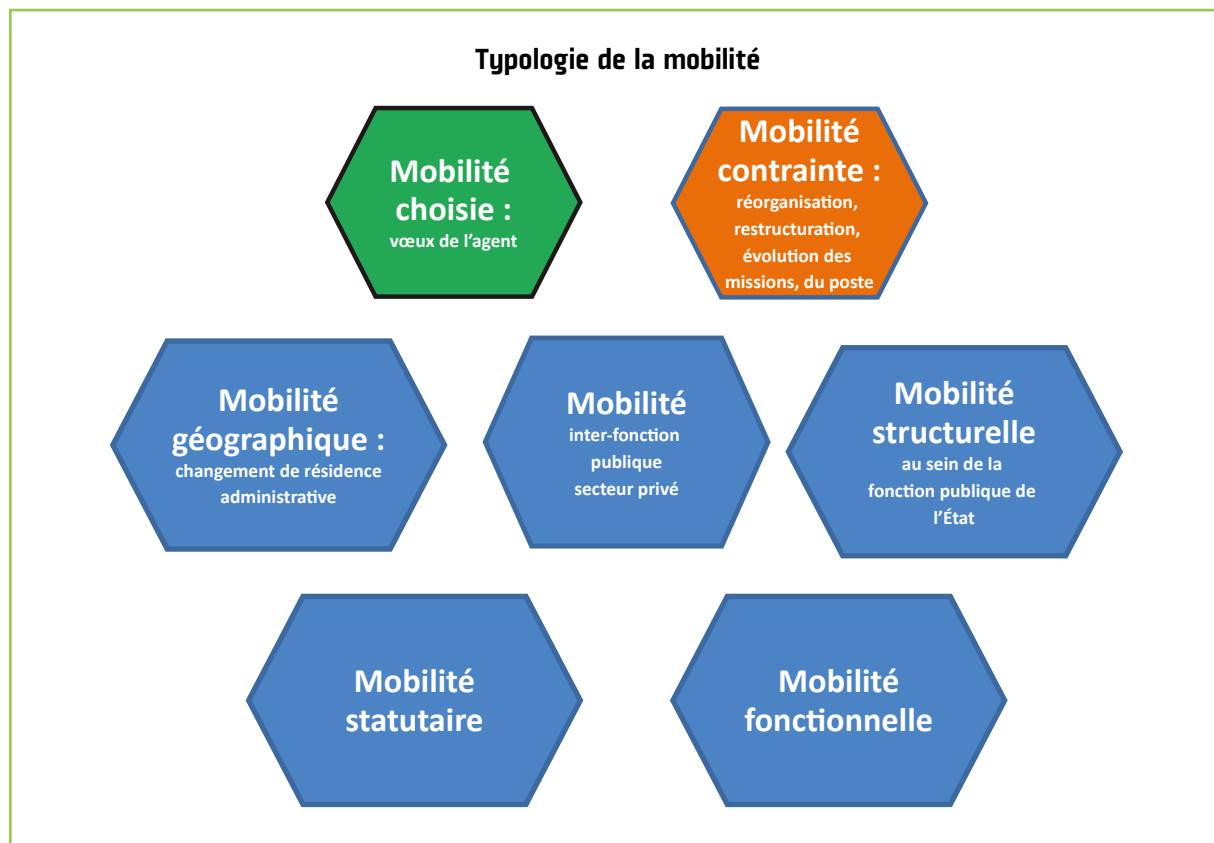 Typologie de la mobilité
Mobilité
choisie :
vœux de l'agent
Mobilité
contrainte :
réorganisation,
restructuration,
évolution des
missions, du poste
Mobilité
géographique :
changement de résidence
administrative
Mobilité
inter-fonction
publique
secteur privé
Mobilité
structurelle
au sein de la
fonction publique de
l'État
Mobilité
statutaire
Mobilité
fonctionnelle